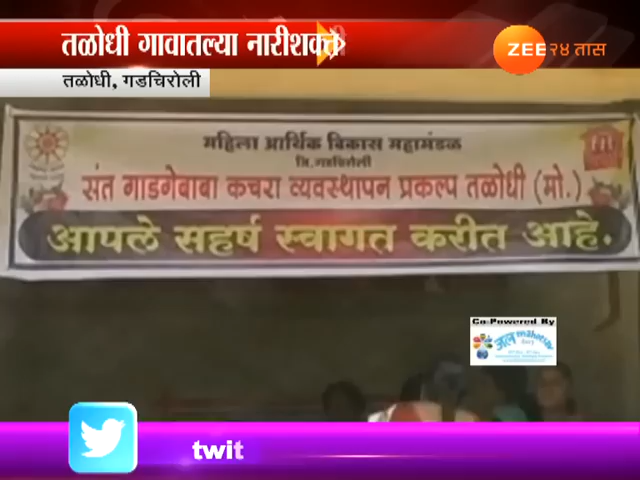 तळोधी गावातल्या नारीशक्ती
ZEE २४ तास
तळोधी, गडचिरोली
महिला आर्थिक विकास महामंडळ
जि. गडचिरोली
संत गाडगेबाबा कचरा व्यवस्थापन प्रकल्प तळोधी (मो.)
आपले सहर्ष स्वागत करीत आहे.
Co-Powered By
जल
twit